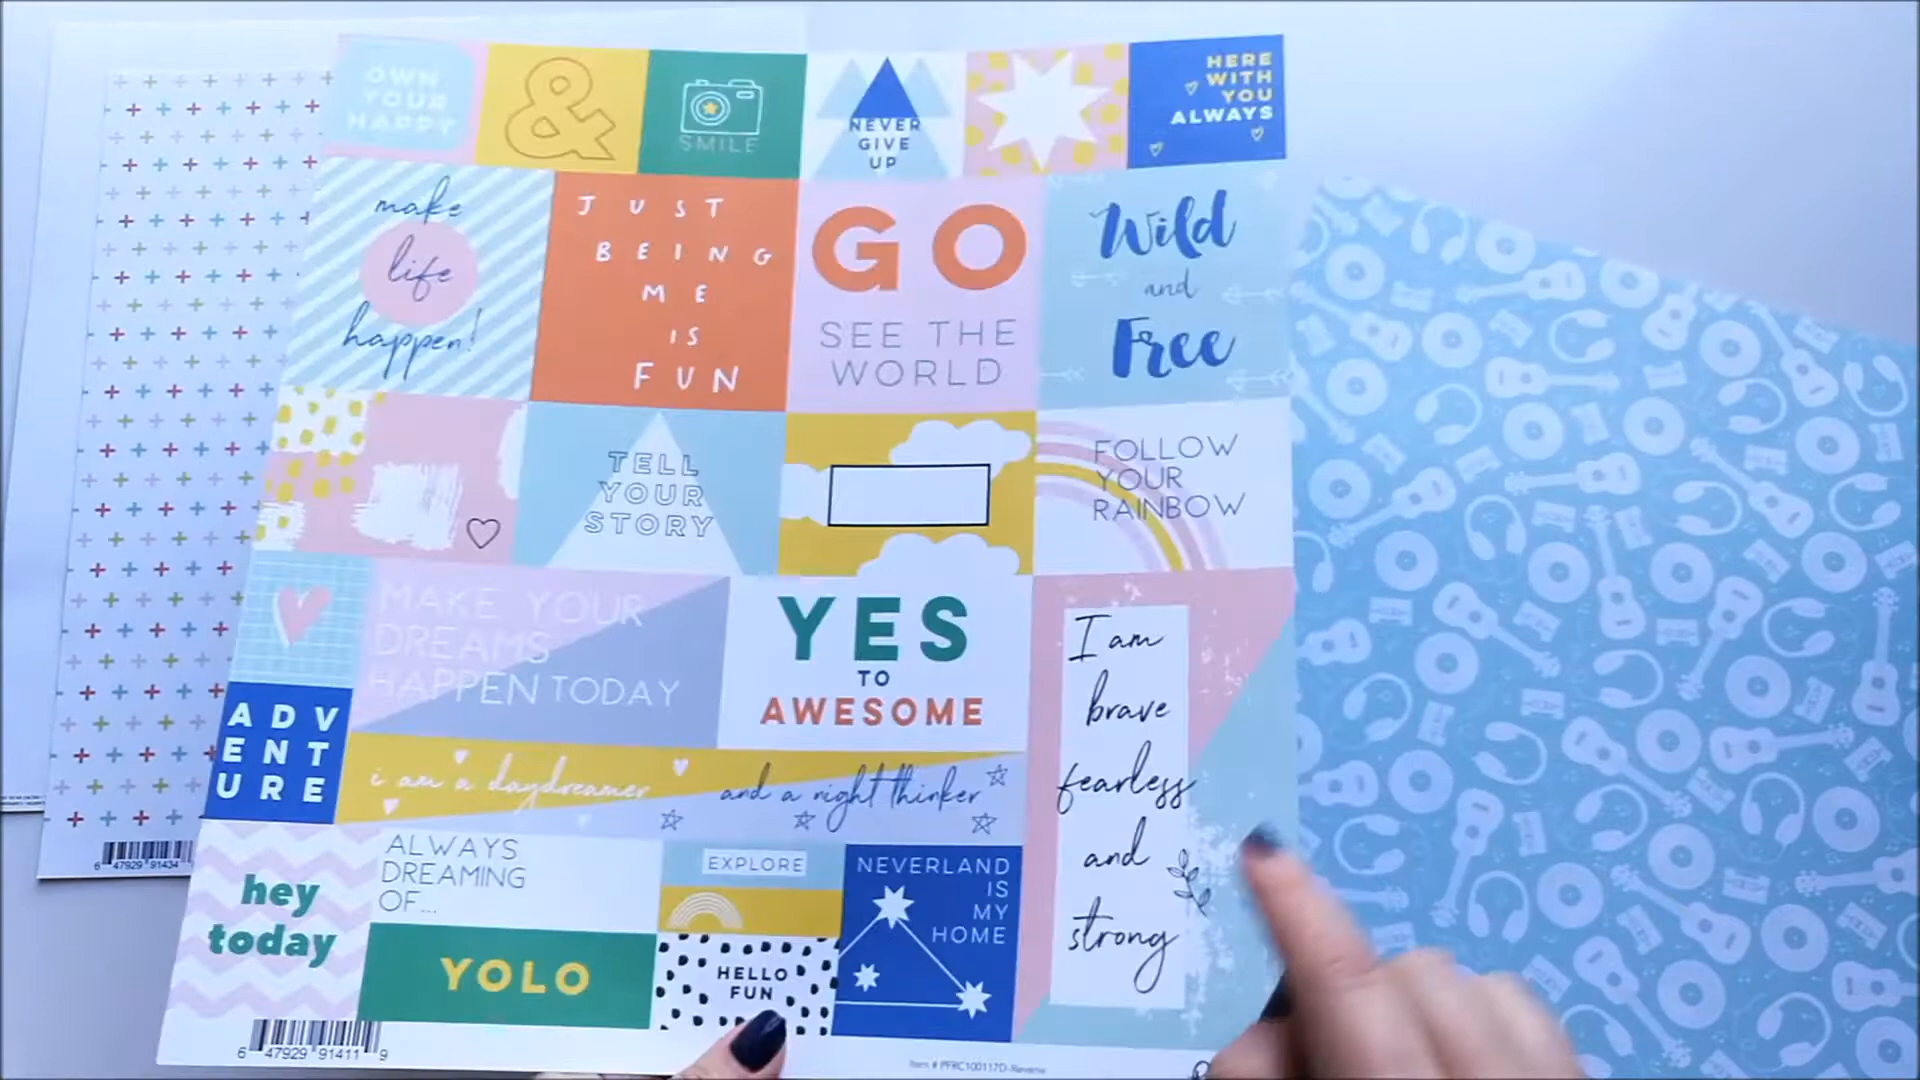 OWN
YOUR
HAPPY
&
SMILE
NEVER
GIVE
UP
HERE
WITH
YOU
ALWAYS
make
life
happen!
JUST
BEING
ME
IS
FUN
GO
SEE THE
WORLD
Wild
and
Free
TELL
YOUR
STORY
FOLLOW
YOUR
RAINBOW
MAKE YOUR
DREAMS
HAPPEN TODAY
YES
TO
AWESOME
I am
brave
fearless
and
strong
ADV
ENT
URE
i am a daydreamer
and a night thinker
hey
today
ALWAYS
DREAMING
OF...
EXPLORE
NEVERLAND
IS
MY
HOME
YOLO
HELLO
FUN
6 47929 91434
6 47929 91411 9
Item # PFRC100117D-Reverse